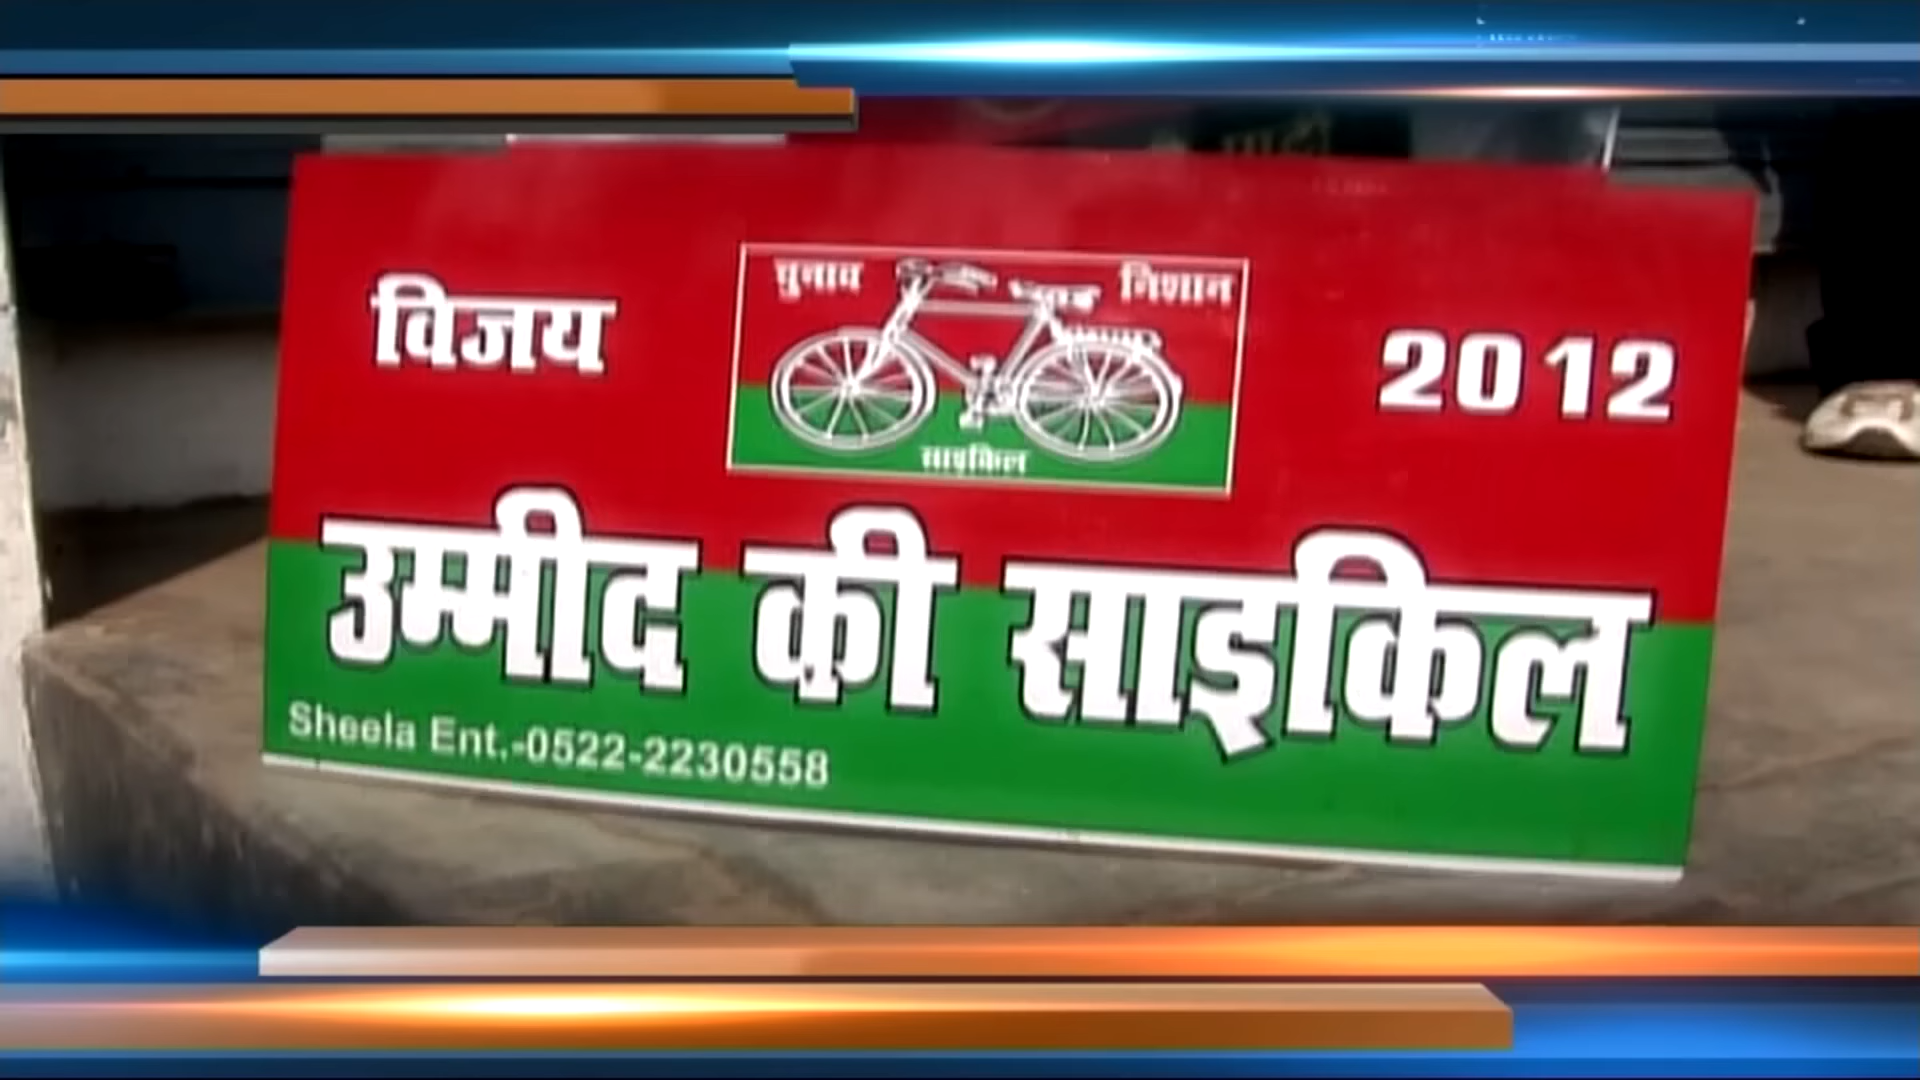 विजय
चुनाव निशान
साइकिल
2012
उम्मीद की साइकिल
Sheela Ent.-0522-2230558